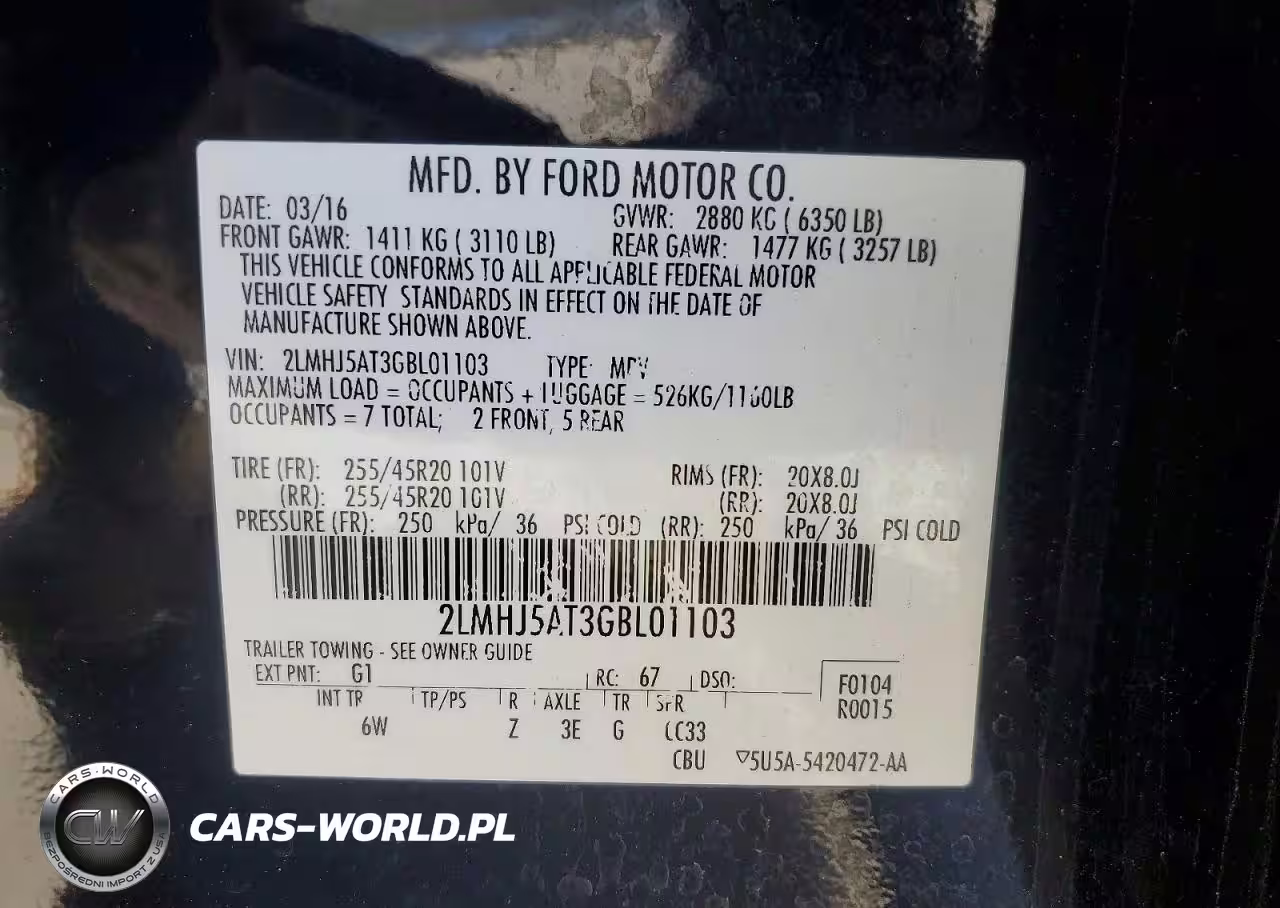 MFD. BY FORD MOTOR CO.
DATE: 03/16 GVWR: 2880 KG ( 6350 LB)
FRONT GAWR: 1411 KG ( 3110 LB) REAR GAWR: 1477 KG ( 3257 LB)
THIS VEHICLE CONFORMS TO ALL APPLICABLE FEDERAL MOTOR
VEHICLE SAFETY STANDARDS IN EFFECT ON THE DATE OF
MANUFACTURE SHOWN ABOVE.
VIN: 2LMHJ5AT3GBL01103 TYPE: MPV
MAXIMUM LOAD = OCCUPANTS + LUGGAGE = 526KG/1160LB
OCCUPANTS = 7 TOTAL; 2 FRONT, 5 REAR
TIRE (FR): 255/45R20 101V RIMS (FR): 20X8.0J
(RR): 255/45R20 101V (RR): 20X8.0J
PRESSURE (FR): 250 kPa/ 36 PSI COLD (RR): 250 kPa/ 36 PSI COLD
2LMHJ5AT3GBL01103
TRAILER TOWING - SEE OWNER GUIDE
EXT PNT: G1 RC: 67 DSO:
INT TR TP/PS R AXLE TR SPR
6W Z 3E G CC33
F0104
R0015
CBU ▽5U5A-5420472-AA
CARS-WORLD
CW
BEZPOŚREDNI IMPORT Z USA
CARS-WORLD.PL